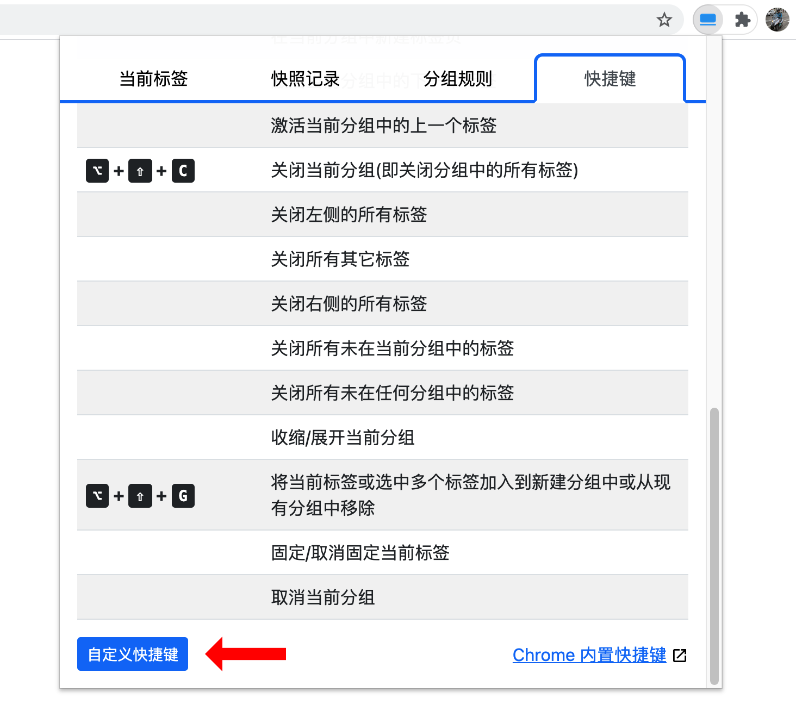 当前标签 快照记录 分组规则 快捷键
激活当前分组中的上一个标签
⌥ + ⇧ + C 关闭当前分组(即关闭分组中的所有标签)
关闭左侧的所有标签
关闭所有其它标签
关闭右侧的所有标签
关闭所有未在当前分组中的标签
关闭所有未在任何分组中的标签
收缩/展开当前分组
⌥ + ⇧ + G 将当前标签或选中多个标签加入到新建分组中或从现
有分组中移除
固定/取消固定当前标签
取消当前分组
自定义快捷键 Chrome 内置快捷键